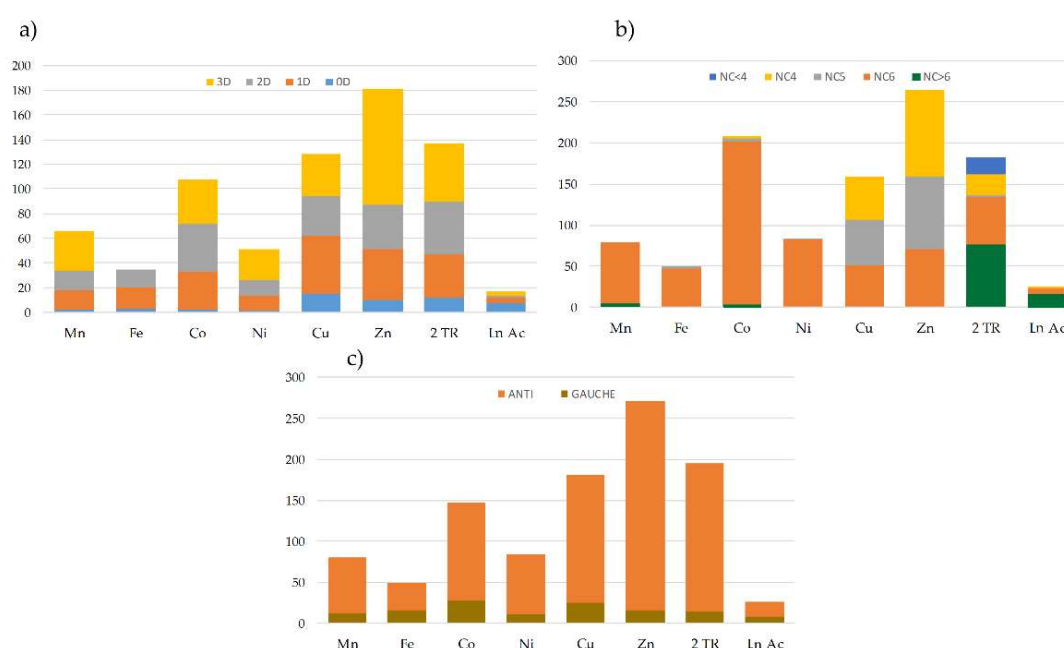 a)
200
180
160
140
120
100
80
60
40
20
0
3D 2D 1D 0D
Mn Fe Co Ni Cu Zn 2 TR Ln Ac
b)
300
250
200
150
100
50
0
NC<4 NC4 NC5 NC6 NC>6
Mn Fe Co Ni Cu Zn 2 TR Ln Ac
c)
300
250
200
150
100
50
0
ANTI GAUCHE
Mn Fe Co Ni Cu Zn 2 TR Ln Ac